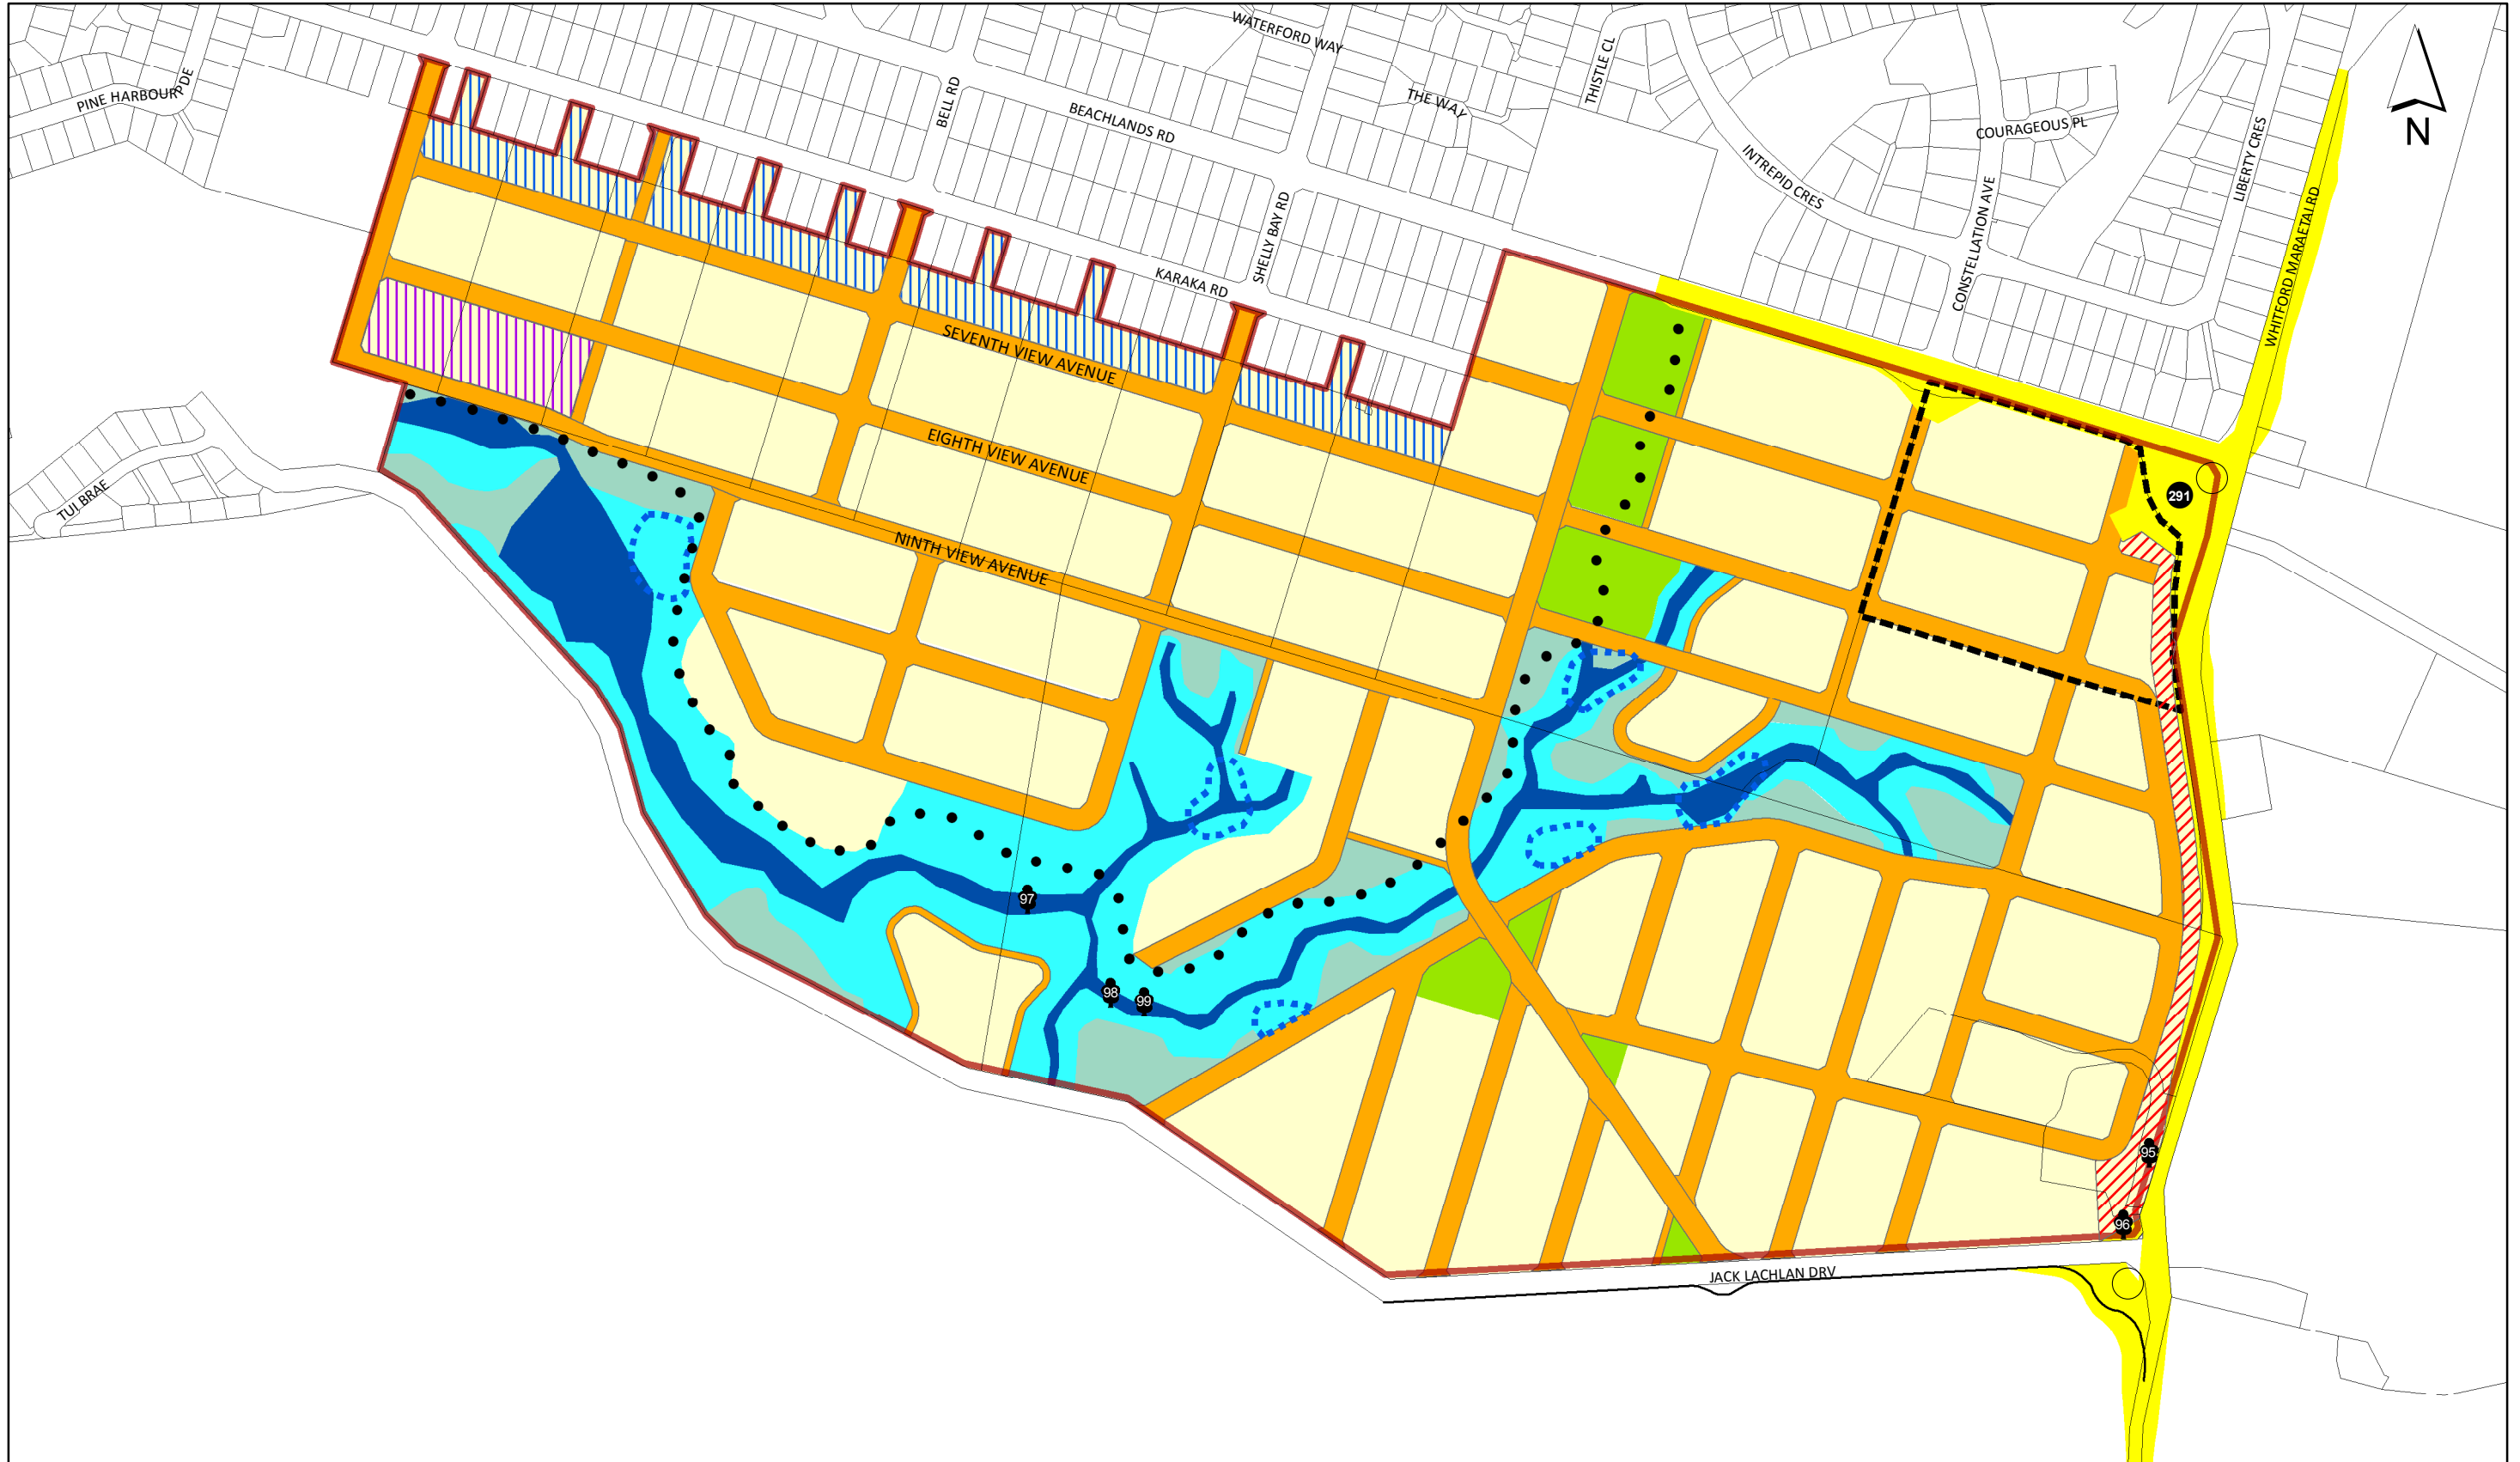 WATERFORD WAY
THISTLE CL
PINE HARBOUR PDE
BELL RD
BEACHLANDS RD
THE WAY
COURAGEOUS PL
LIBERTY CRES
N
INTREPID CRES
CONSTELLATION AVE
WHITFORD MARAETAI RD
SHELLY BAY RD
KARAKA RD
SEVENTH VIEW AVENUE
EIGHTH VIEW AVENUE
NINTH VIEW AVENUE
TUI BRAE
291
97
98
99
95
96
JACK LACHLAN DRV